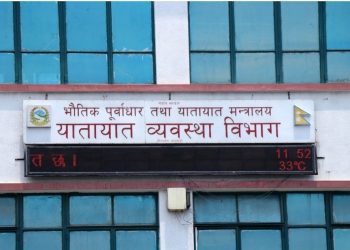 भौतिक पूर्वाधार तथा यातायात मन्त्रालय
यातायात व्यवस्था विभाग
त छ।
11 52
33°C